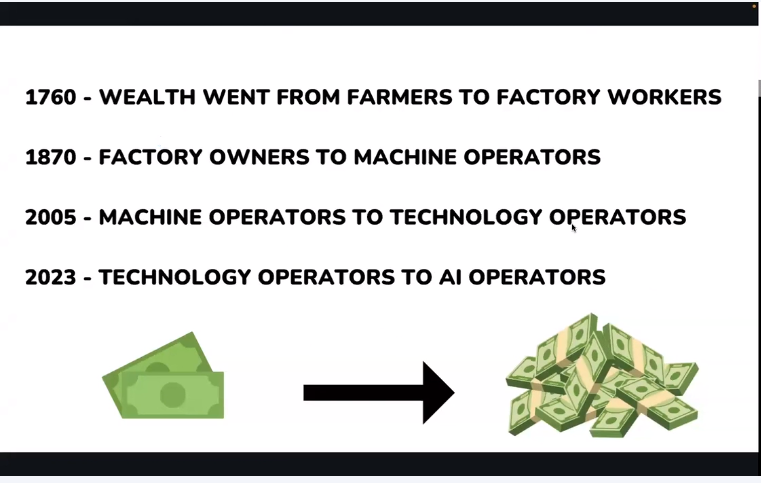 1760 - WEALTH WENT FROM FARMERS TO FACTORY WORKERS
1870 - FACTORY OWNERS TO MACHINE OPERATORS
2005 - MACHINE OPERATORS TO TECHNOLOGY OPERATORS
2023 - TECHNOLOGY OPERATORS TO AI OPERATORS